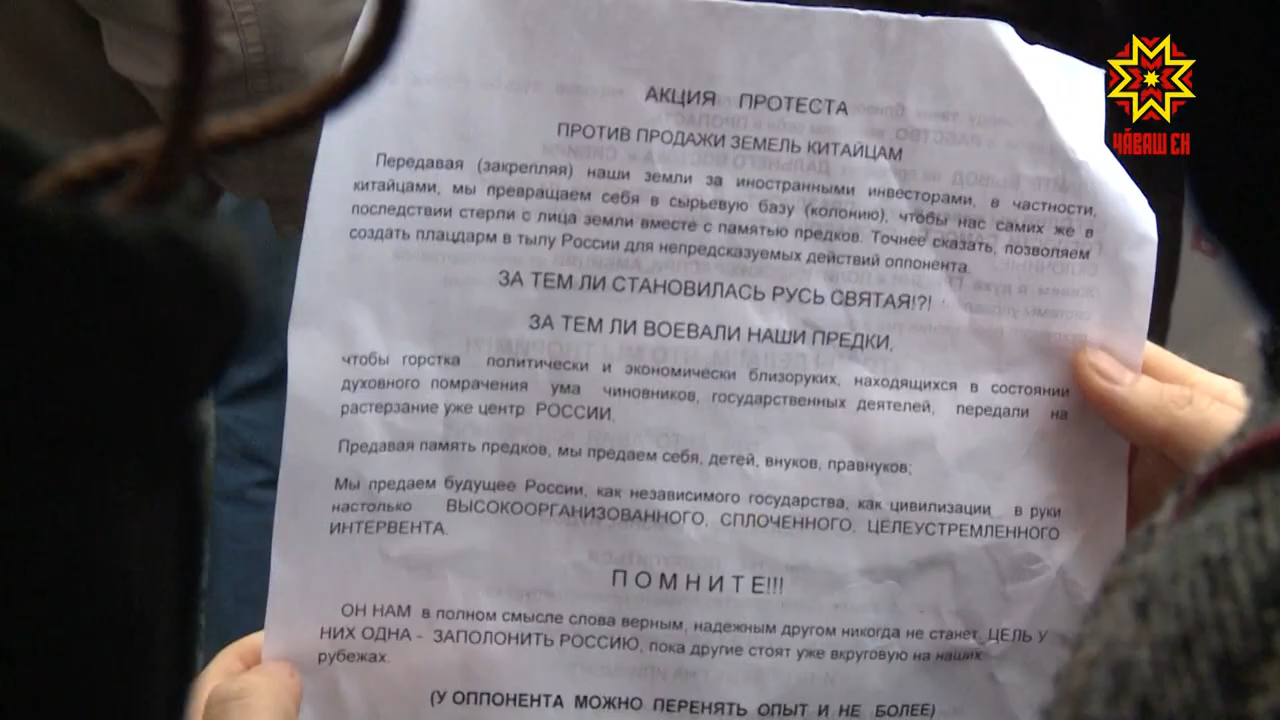 ЧӐВАШ ЕН
АКЦИЯ ПРОТЕСТА
ПРОТИВ ПРОДАЖИ ЗЕМЕЛЬ КИТАЙЦАМ
Передавая (закрепляя) наши земли за иностранными инвесторами, в частности,
китайцами, мы превращаем себя в сырьевую базу (колонию), чтобы нас самих же в
последствии стерли с лица земли вместе с памятью предков. Точнее сказать, позволяем
создать плацдарм в тылу России для непредсказуемых действий оппонента.
ЗА ТЕМ ЛИ СТАНОВИЛАСЬ РУСЬ СВЯТАЯ!?!
ЗА ТЕМ ЛИ ВОЕВАЛИ НАШИ ПРЕДКИ,
чтобы горстка политически и экономически близоруких, находящихся в состоянии
духовного помрачения ума чиновников, государственных деятелей, передали на
растерзание уже центр РОССИИ.
Предавая память предков, мы предаем себя, детей, внуков, правнуков;
Мы предаем будущее России, как независимого государства, как цивилизации в руки
настолько ВЫСОКООРГАНИЗОВАННОГО, СПЛОЧЕННОГО, ЦЕЛЕУСТРЕМЛЕННОГО
ИНТЕРВЕНТА.
П О М Н И Т Е!!!
ОН НАМ в полном смысле слова верным, надежным другом никогда не станет. ЦЕЛЬ У
НИХ ОДНА - ЗАПОЛОНИТЬ РОССИЮ, пока другие стоят уже вкруговую на наших
рубежах.
(У ОППОНЕНТА МОЖНО ПЕРЕНЯТЬ ОПЫТ И НЕ БОЛЕЕ)